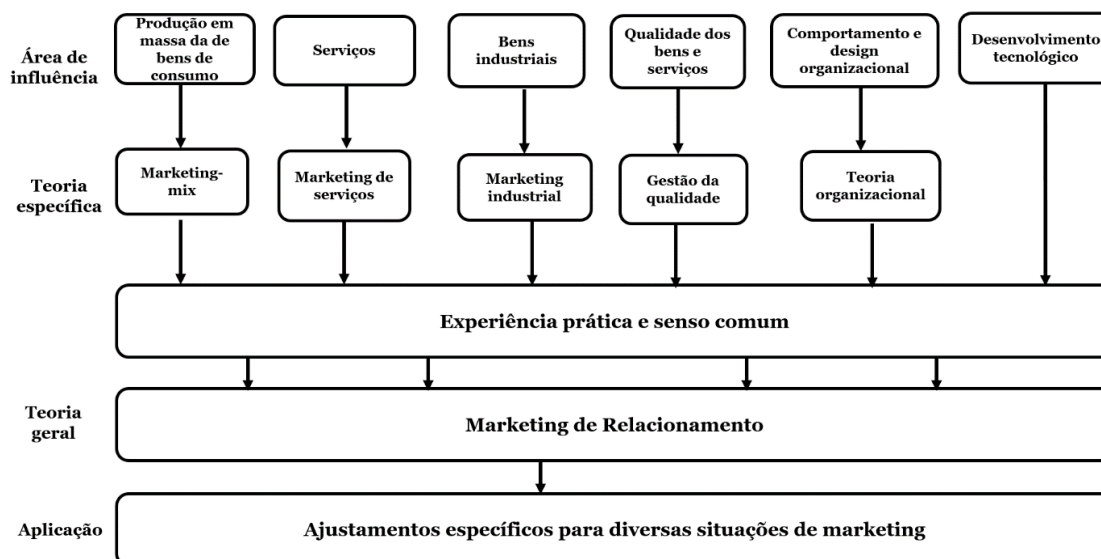 Área de
influência
Produção em
massa da de
bens de
consumo
Serviços
Bens
industriais
Qualidade dos
bens e
serviços
Comportamento e
design
organizacional
Desenvolvimento
tecnológico
Teoria
específica
Marketing-
mix
Marketing de
serviços
Marketing
industrial
Gestão da
qualidade
Teoria
organizacional
Experiência prática e senso comum
Teoria
geral
Marketing de Relacionamento
Aplicação
Ajustamentos específicos para diversas situações de marketing